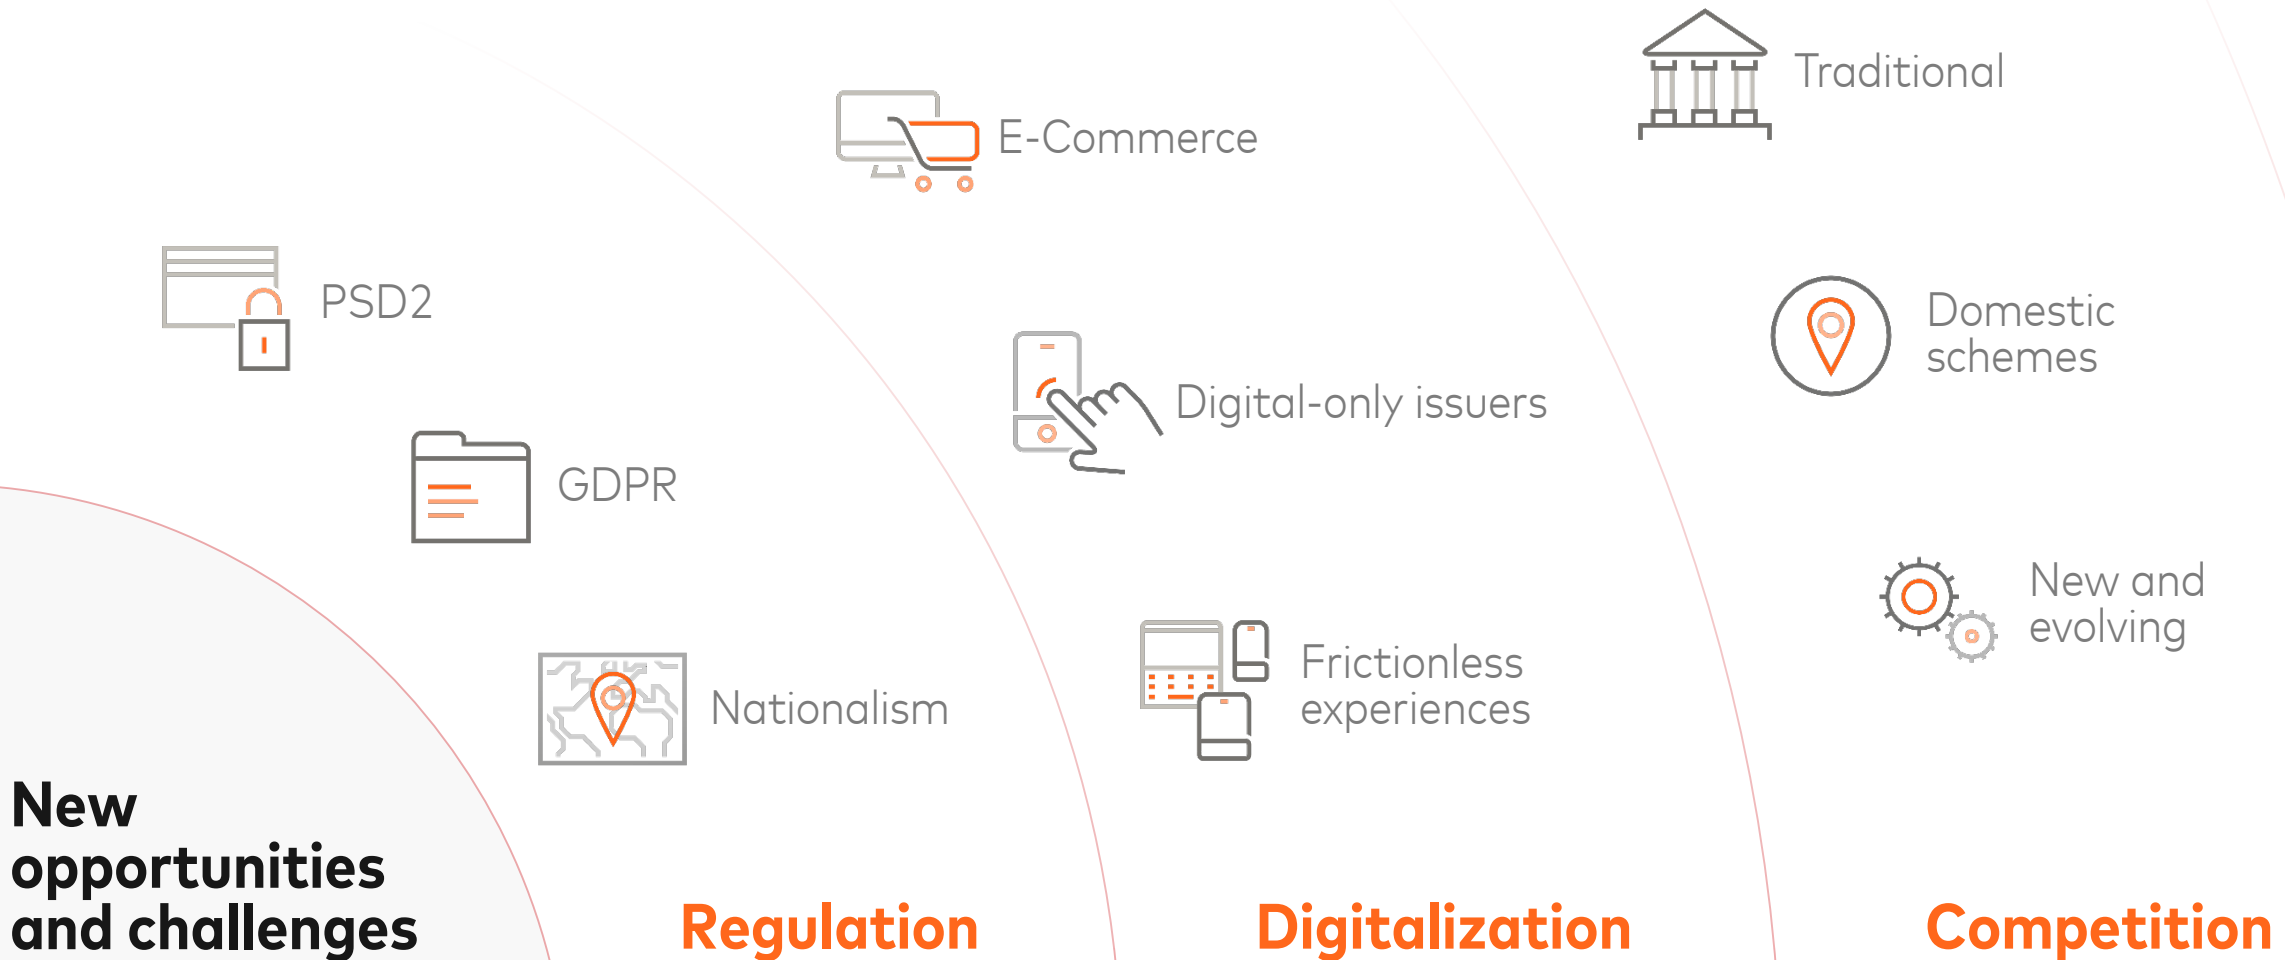 New
opportunities
and challenges
PSD2
GDPR
Nationalism
Regulation
E-Commerce
Digital-only issuers
Frictionless
experiences
Digitalization
Traditional
Domestic
schemes
New and
evolving
Competition